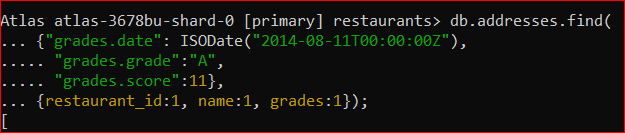 Atlas atlas-3678bu-shard-0 [primary] restaurants> db.addresses.find(
... {"grades.date": ISODate("2014-08-11T00:00:00Z"),
..... "grades.grade":"A",
..... "grades.score":11},
... {restaurant_id:1, name:1, grades:1});
[